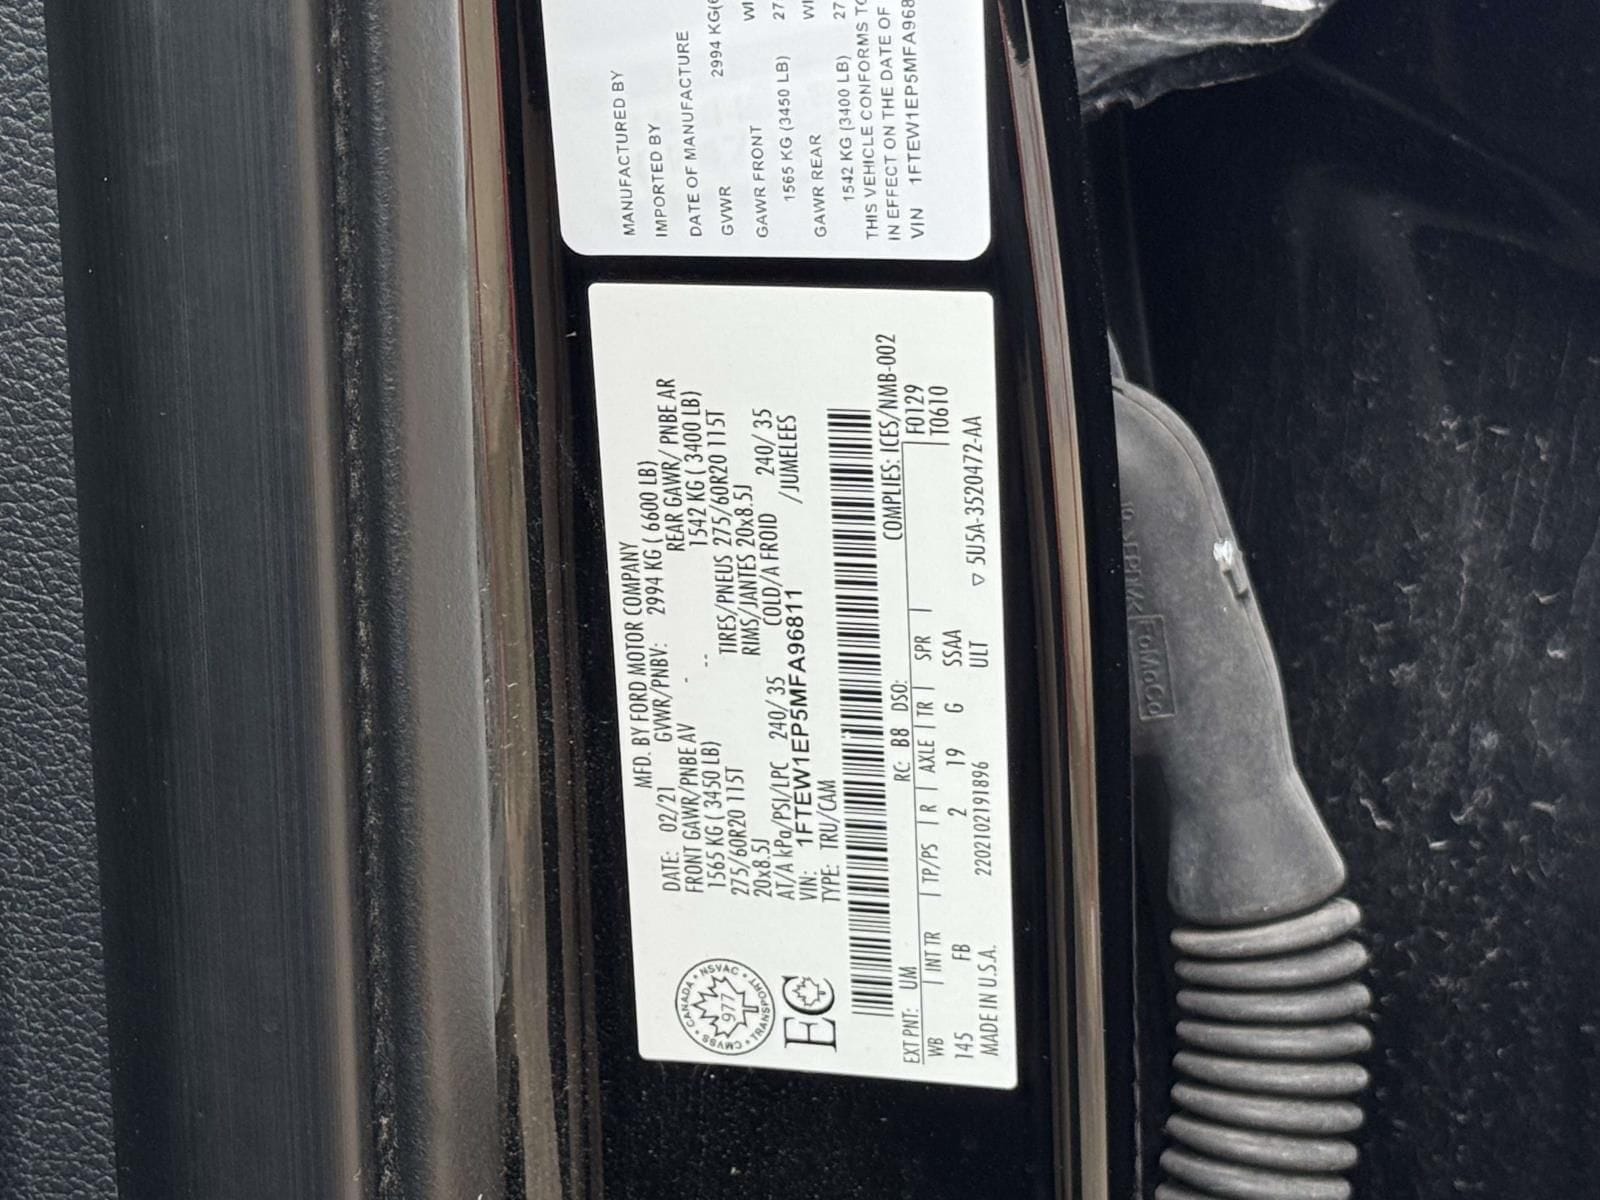 MANUFACTURED BY
IMPORTED BY
DATE OF MANUFACTURE
GVWR 2994 KG(6
GAWR FRONT
1565 KG (3450 LB) WI 27
GAWR REAR WI
1542 KG (3400 LB) 27
THIS VEHICLE CONFORMS TO
IN EFFECT ON THE DATE OF
VIN 1FTEW1EP5MFA968
MFD. BY FORD MOTOR COMPANY
DATE: 02/21 GVWR/PNBV: 2994 KG ( 6600 LB)
FRONT GAWR/PNBE AV - -- REAR GAWR/ PNBE AR
1565 KG ( 3450 LB) 1542 KG ( 3400 LB)
275/60R20 115T TIRES/PNEUS 275/60R20 115T
20x8.5J RIMS/JANTES 20x8.5J
AT/A kPa/PSI/LPC 240/ 35 COLD/A FROID 240/ 35
VIN: 1FTEW1EP5MFA96811 /JUMELEES
TYPE: TRU/CAM
CANADA • NSVAC • TRANSPORT • CMVSS •
977
EC
COMPLIES: ICES/NMB-002
EXT PNT: UM RC: B8 DSO: F0129
WB | INT TR | TP/PS | R | AXLE | TR | SPR | T0610
145 FB 2 19 G SSAA
MADE IN U.S.A. 220210219I896 ULT ▽ 5U5A-3520472-AA
FoMoCo